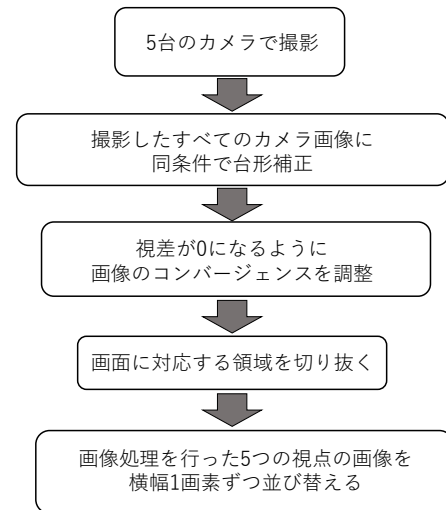 5台のカメラで撮影
撮影したすべてのカメラ画像に
同条件で台形補正
視差が0になるように
画像のコンバージェンスを調整
画面に対応する領域を切り抜く
画像処理を行った5つの視点の画像を
横幅1画素ずつ並び替える